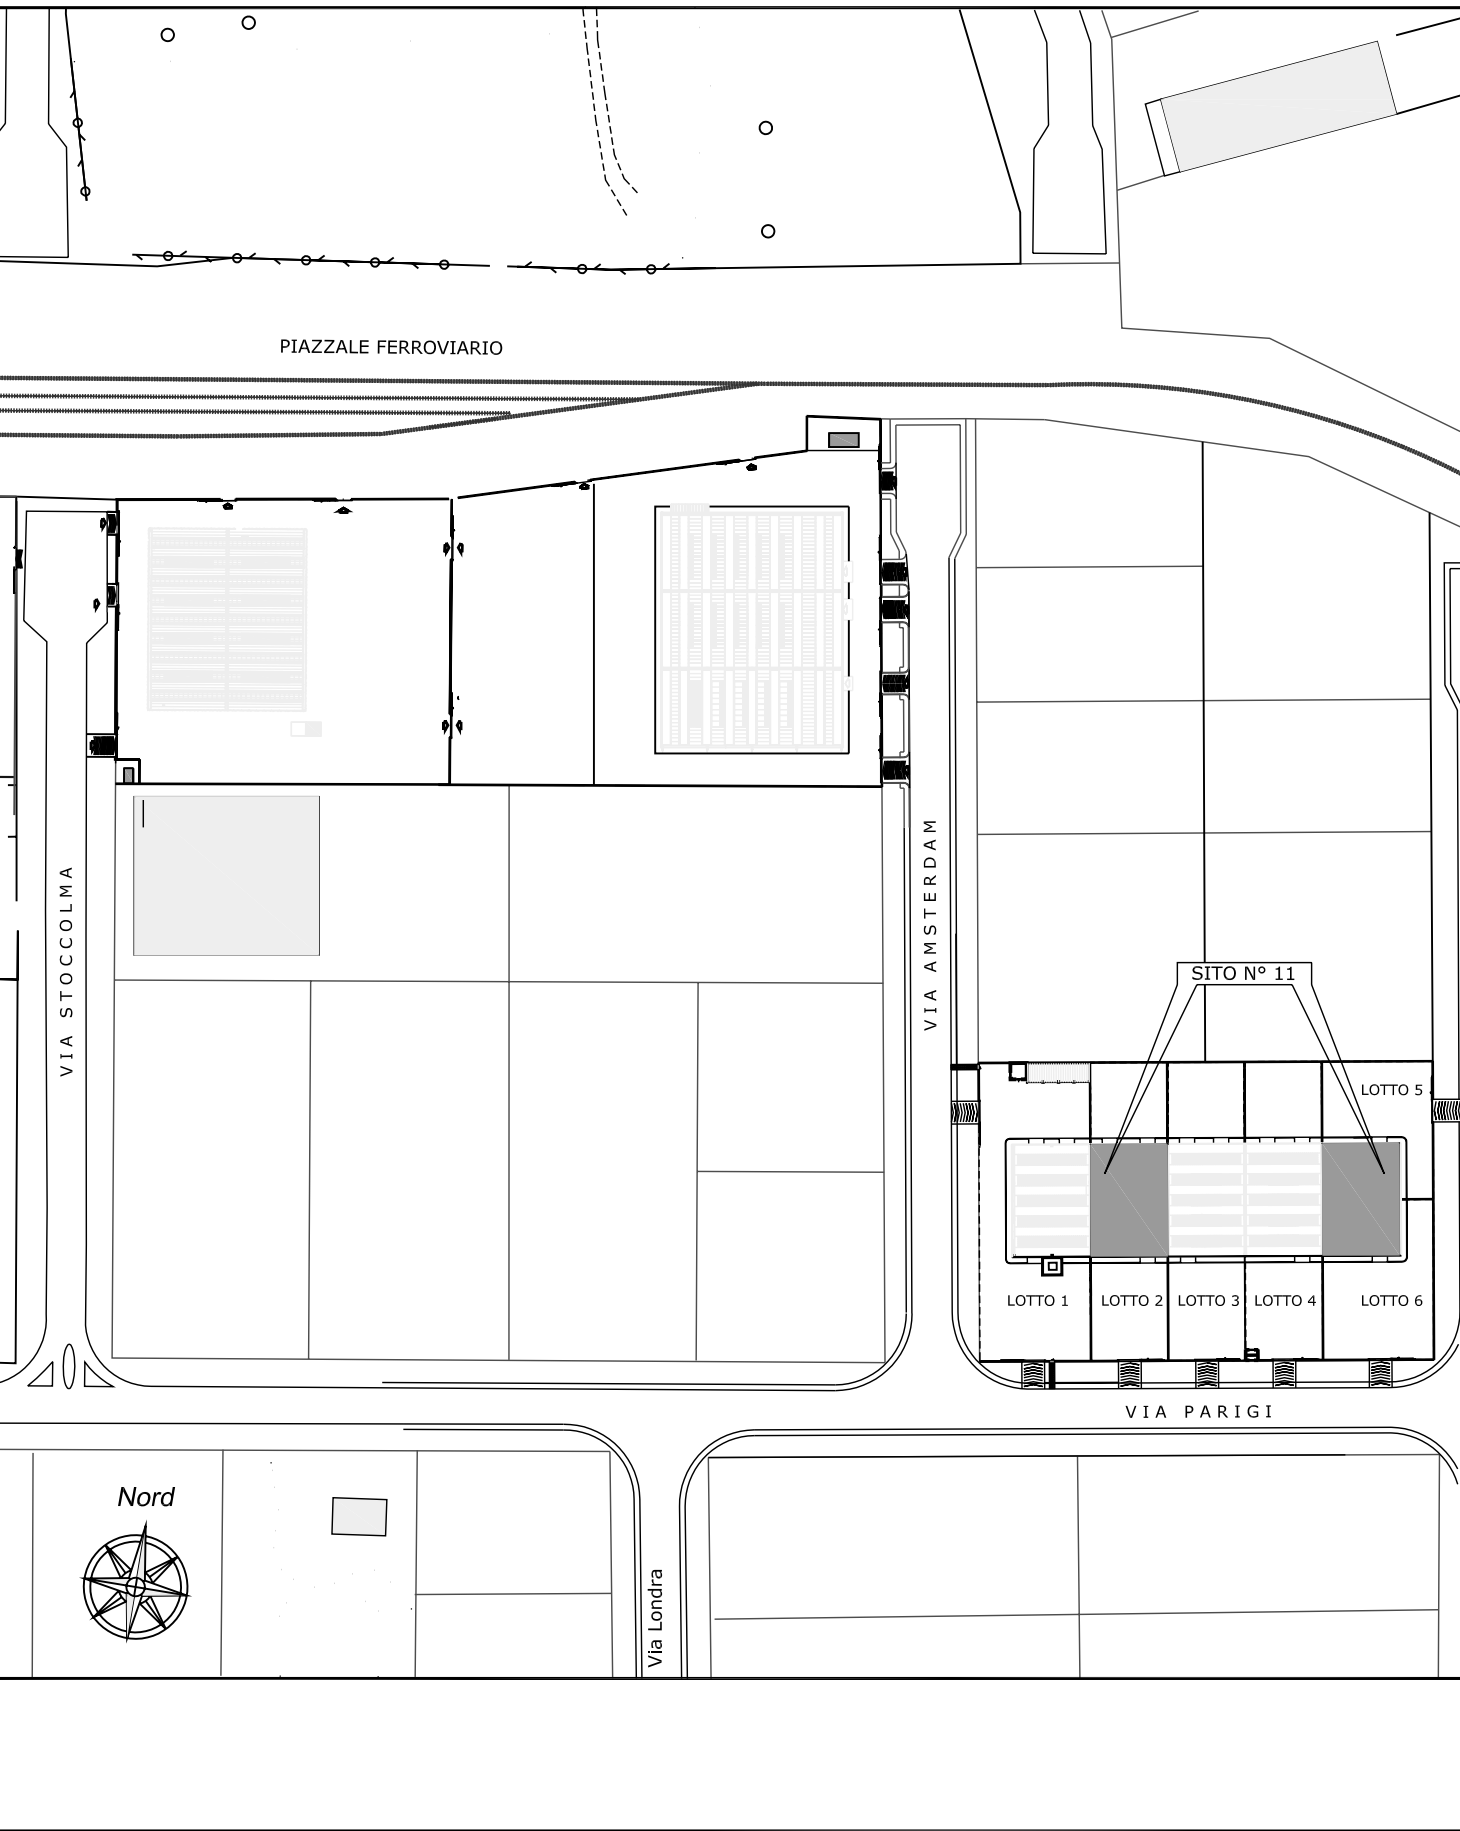 PIAZZALE FERROVIARIO
VIA STOCCOLMA
VIA AMSTERDAM
SITO N° 11
LOTTO 5
LOTTO 1
LOTTO 2
LOTTO 3
LOTTO 4
LOTTO 6
VIA PARIGI
Nord
Via Londra